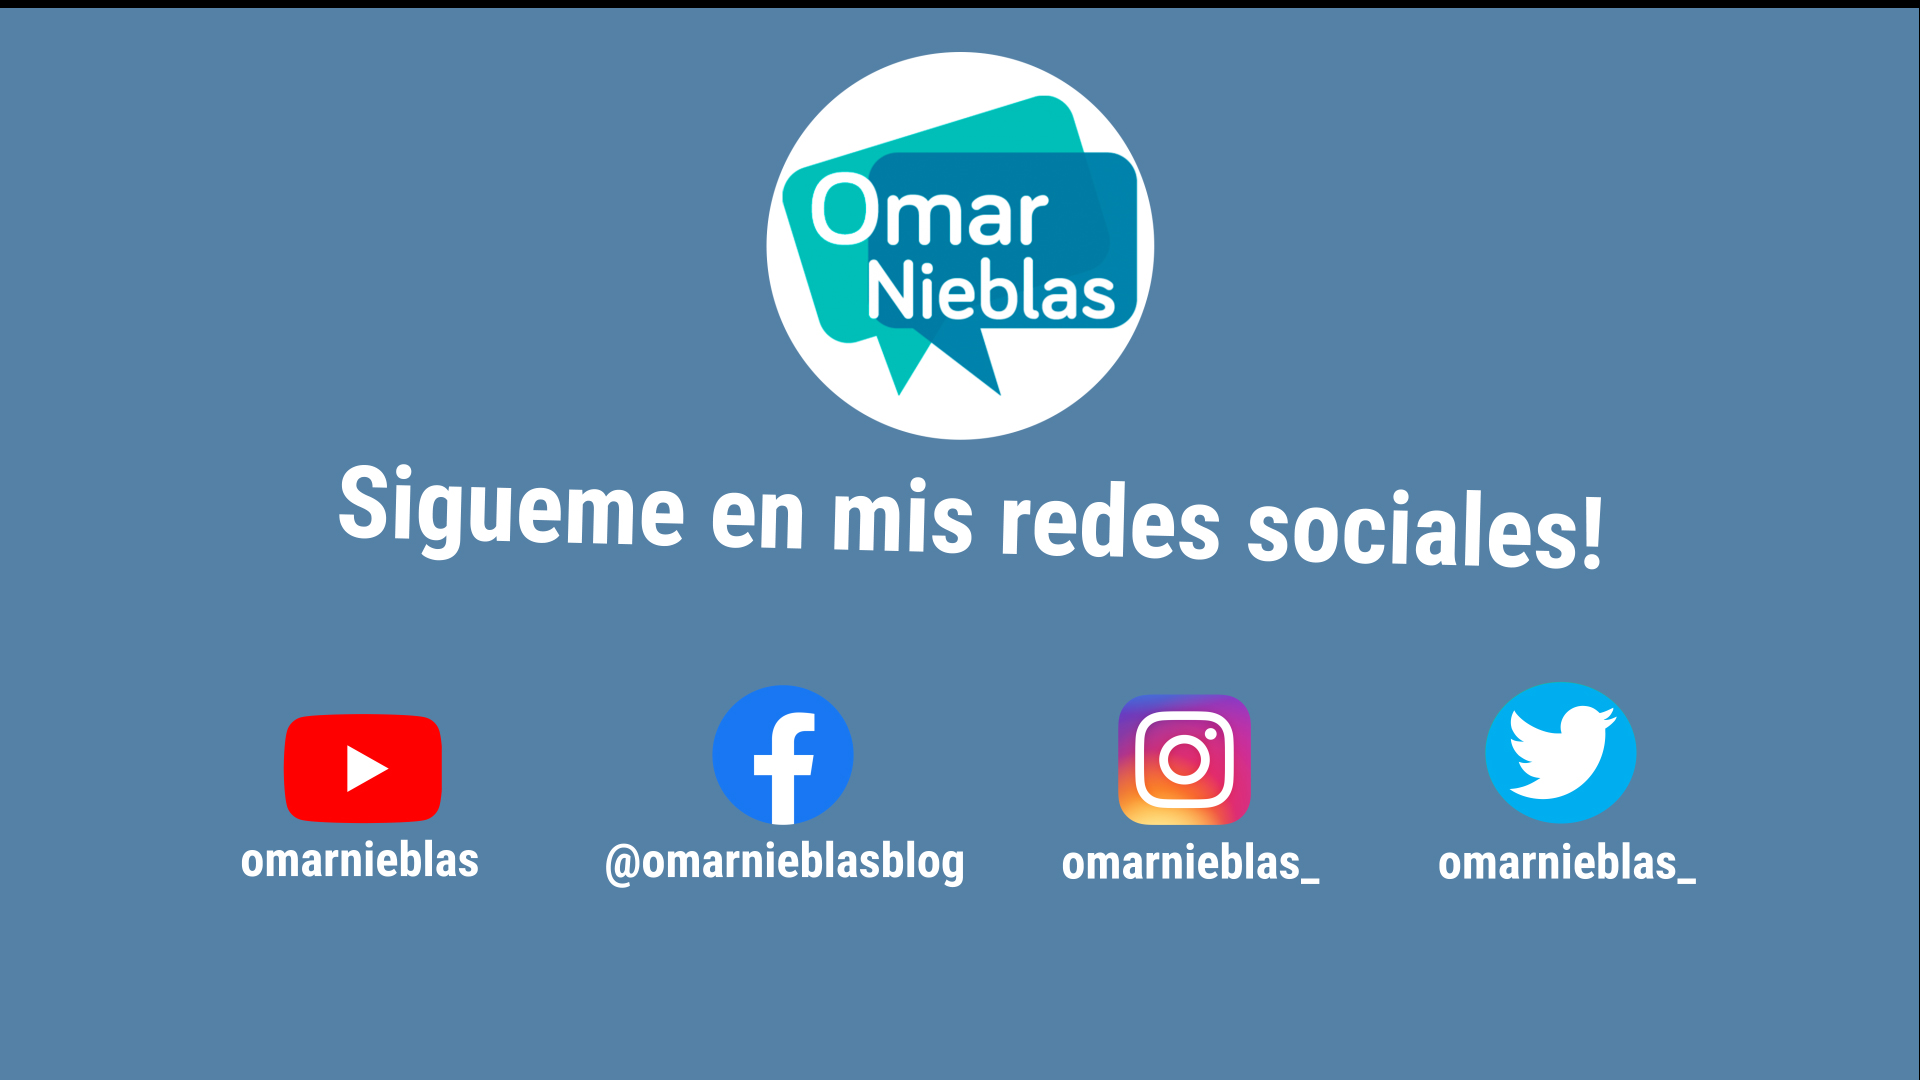 Omar
Nieblas
Sigueme en mis redes sociales!
omarnieblas
@omarnieblasblog
omarnieblas_
omarnieblas_